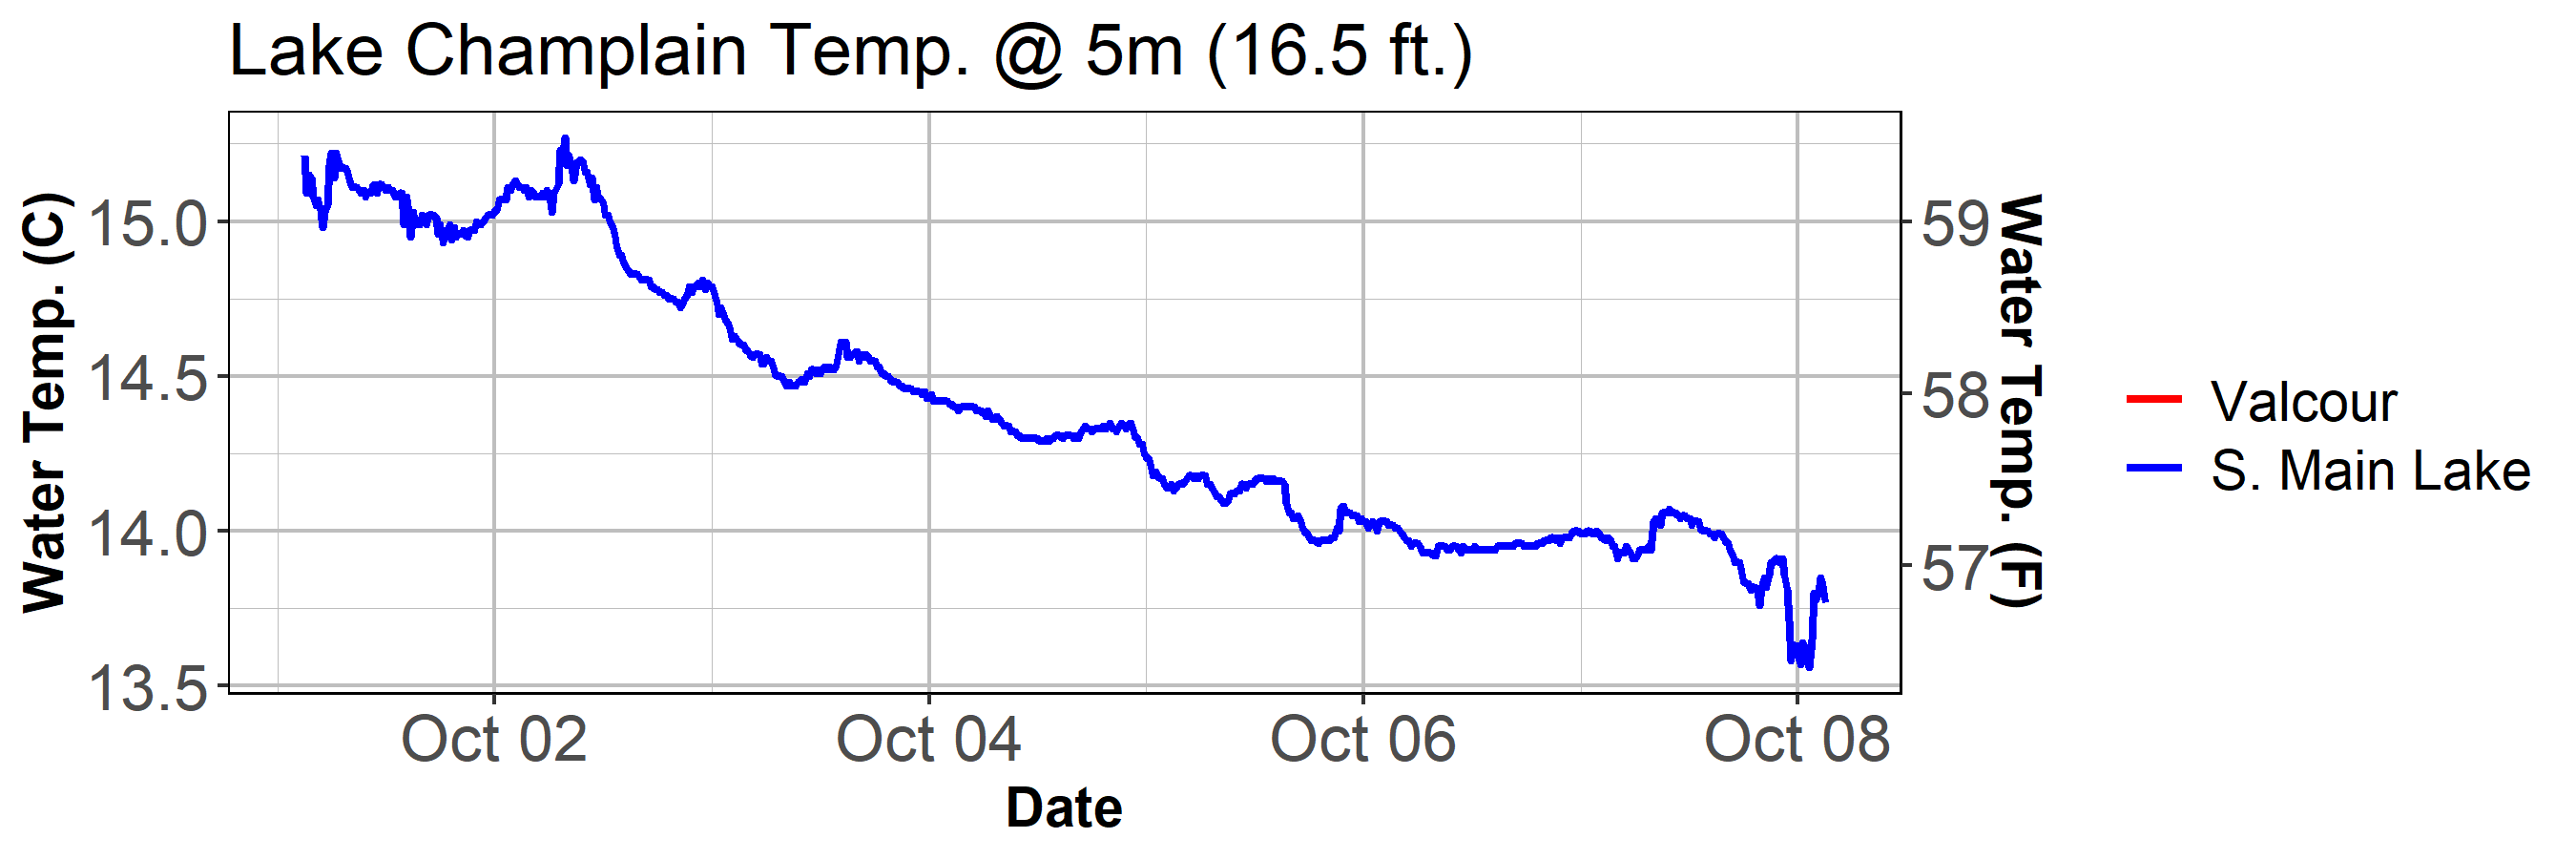 Lake Champlain Temp. @ 5m (16.5 ft.)
Water Temp. (C)
15.0
14.5
14.0
13.5
59
58
57
Water Temp. (F)
Oct 02
Oct 04
Oct 06
Oct 08
Date
Valcour
S. Main Lake